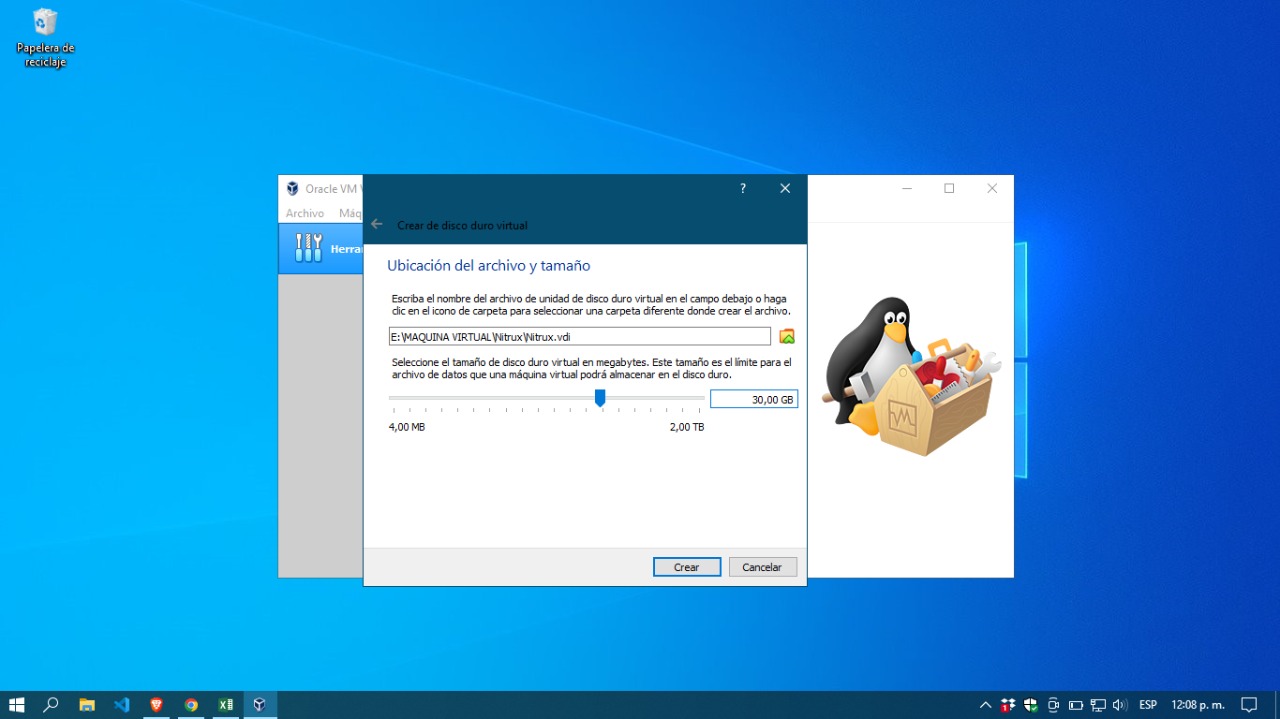 Papelera de
reciclaje
Oracle VM V
Archivo Máq
Herra
?
Crear de disco duro virtual
Ubicación del archivo y tamaño
Escriba el nombre del archivo de unidad de disco duro virtual en el campo debajo o haga
clic en el icono de carpeta para seleccionar una carpeta diferente donde crear el archivo.
E:\MAQUINA VIRTUAL\Nitrux\Nitrux.vdi
Seleccione el tamaño de disco duro virtual en megabytes. Este tamaño es el límite para el
archivo de datos que una máquina virtual podrá almacenar en el disco duro.
30,00 GB
4,00 MB 2,00 TB
Crear Cancelar
ESP 12:08 p. m.